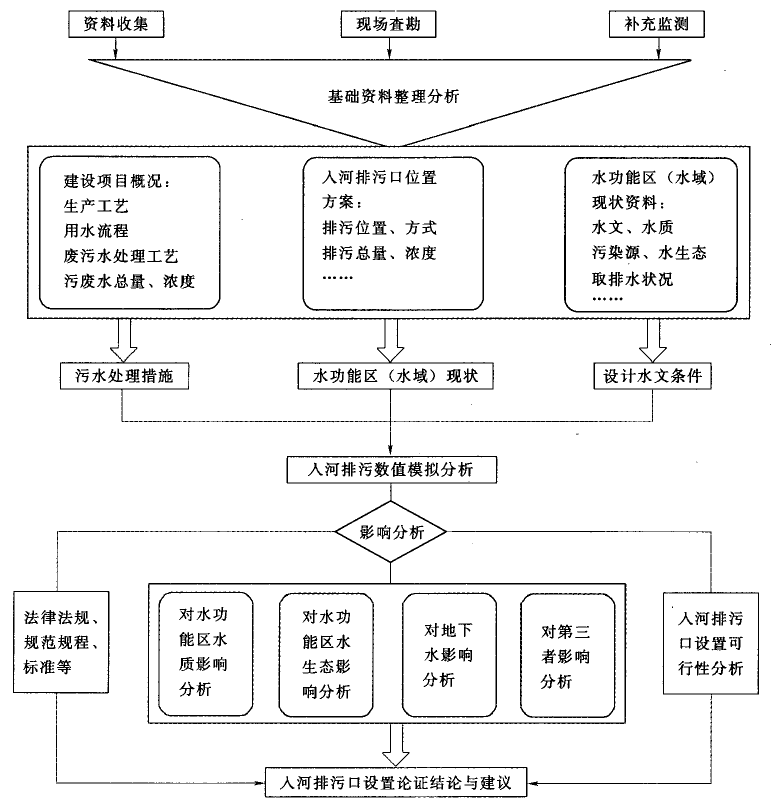 资料收集
现场查勘
补充监测
基础资料整理分析
建设项目概况：
生产工艺
用水流程
废污水处理工艺
污废水总量、浓度
入河排污口位置
方案：
排污位置、方式
排污总量、浓度
……
水功能区（水域）
现状资料：
水文、水质
污染源、水生态
取排水状况
……
污水处理措施
水功能区（水域）现状
设计水文条件
入河排污数值模拟分析
影响分析
法律法规、
规范规程、
标准等
对水功
能区水
质影响
分析
对水功
能区水
生态影
响分析
对地下
水影响
分析
对第三
者影响
分析
入河排污
口设置可
行性分析
入河排污口设置论证结论与建议